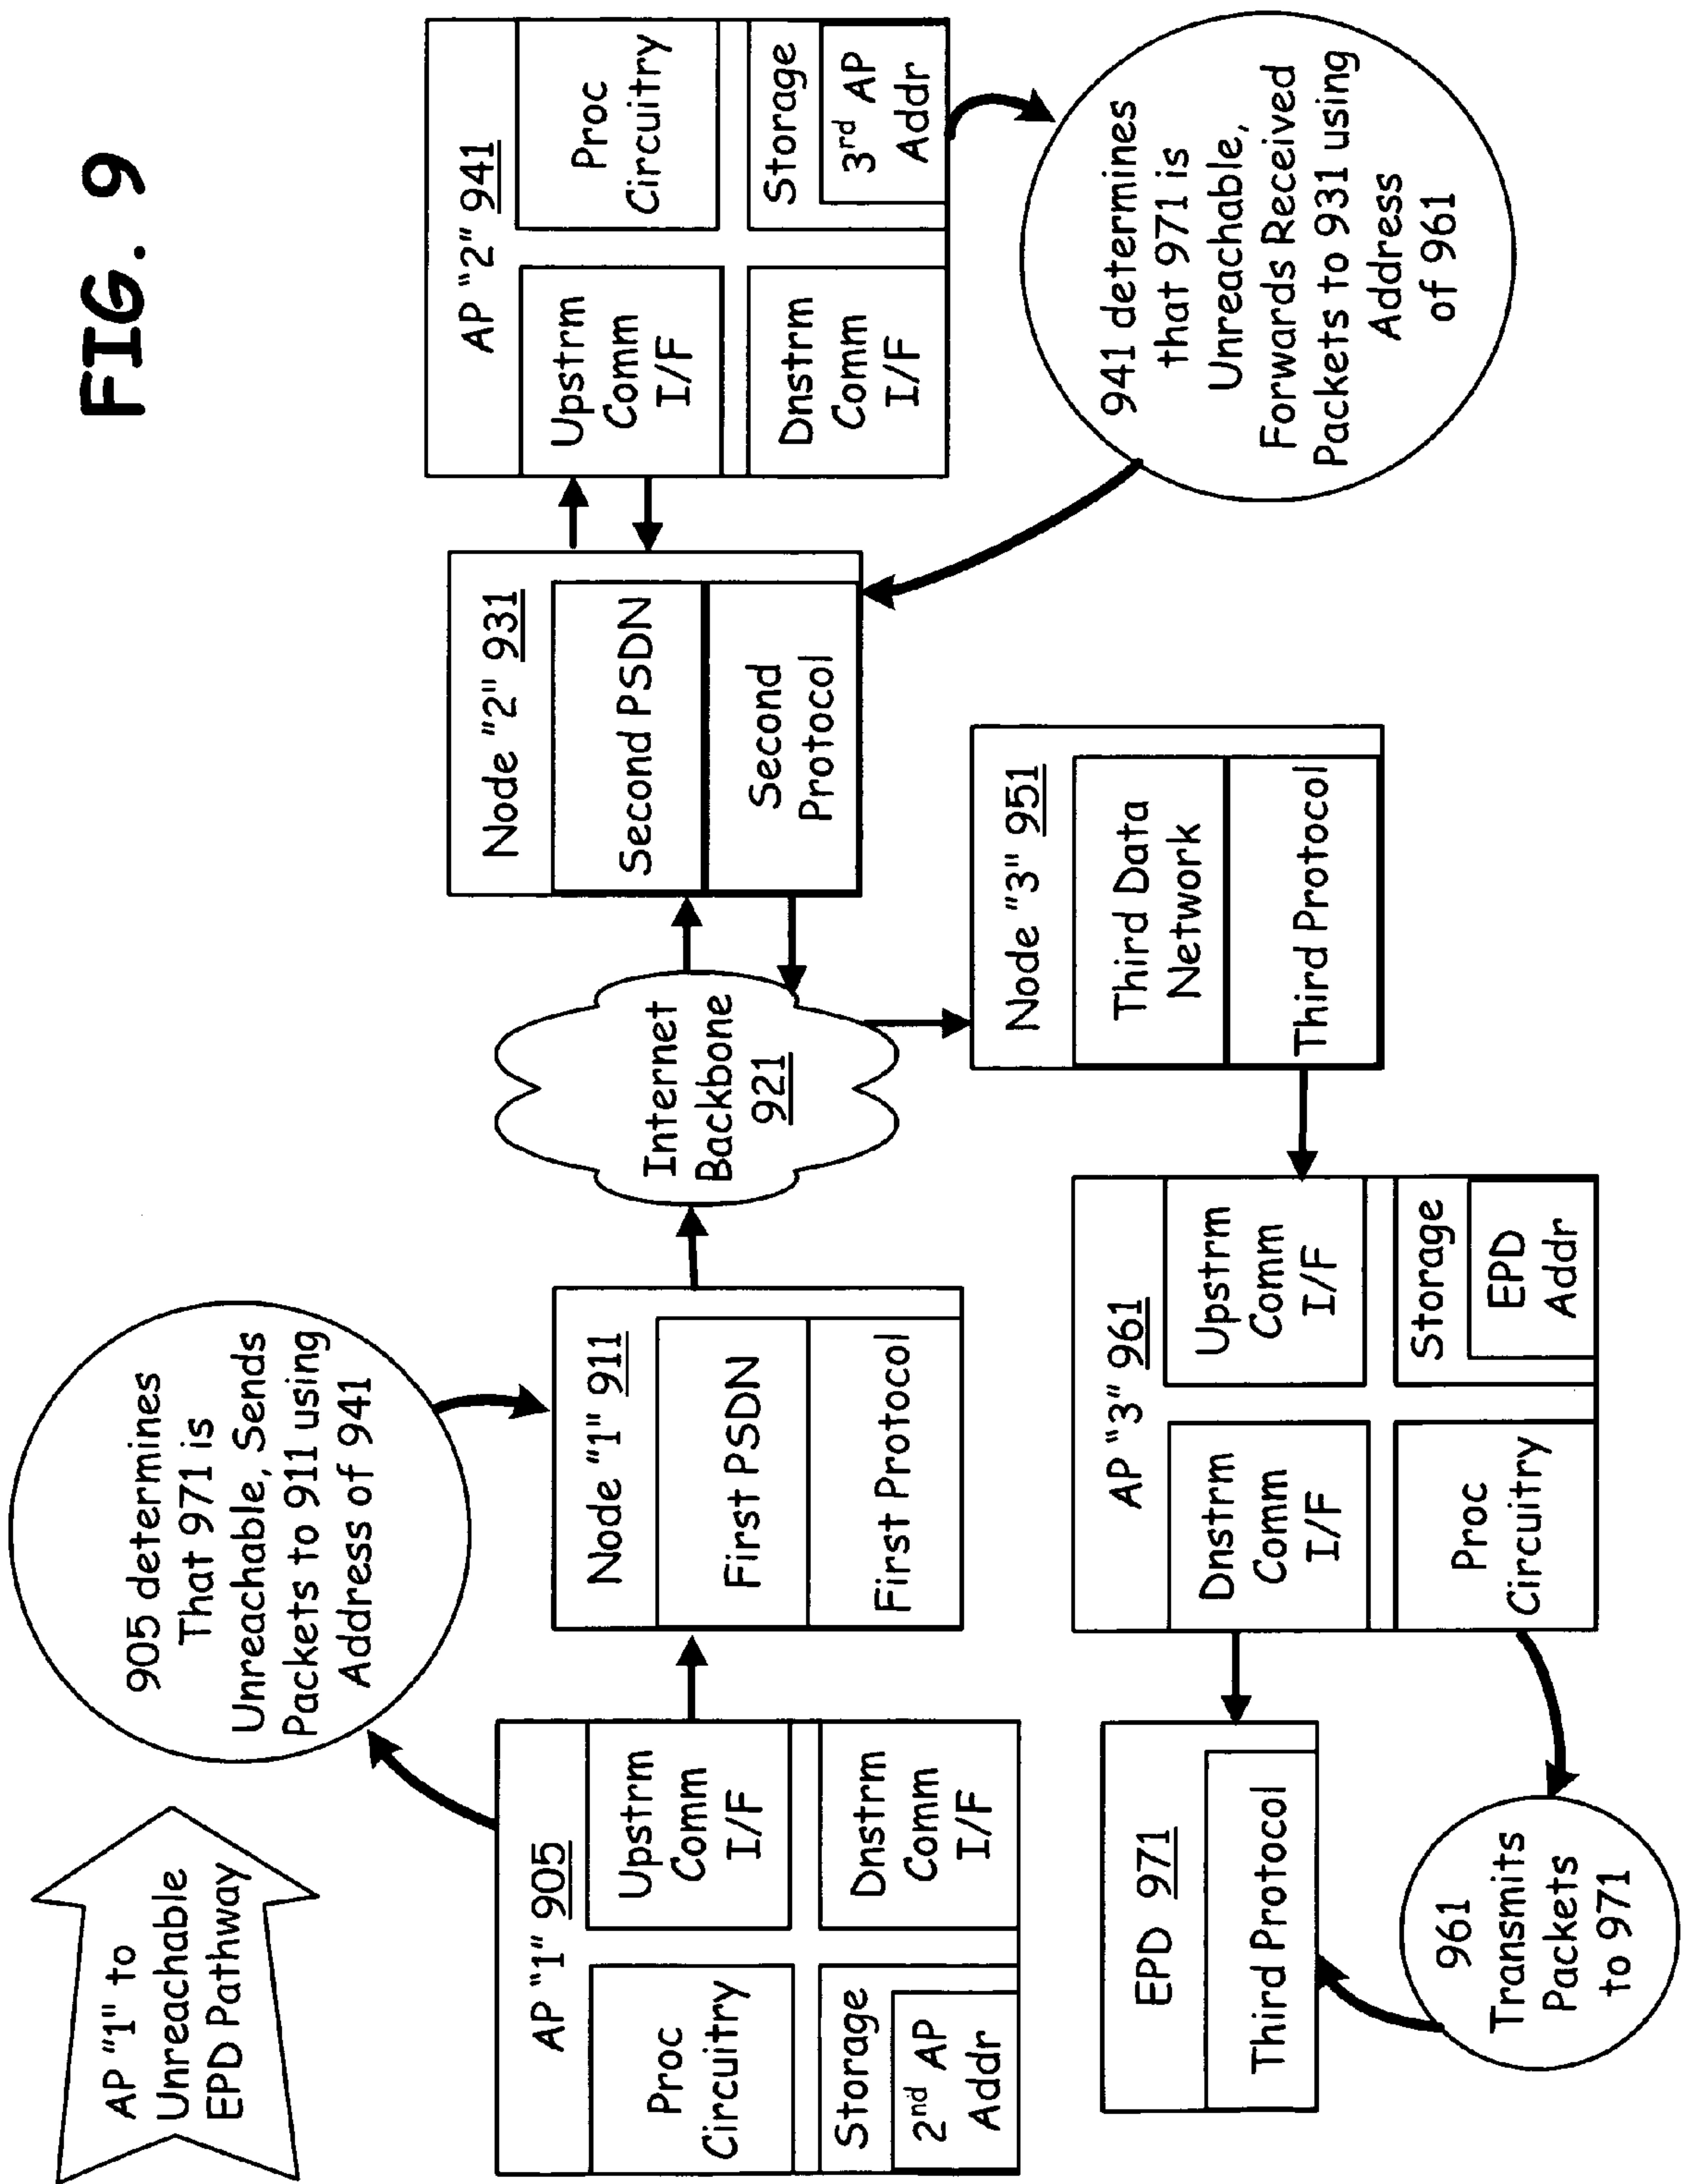 FIG. 9
AP "1" to
Unreachable
EPD Pathway
905 determines
That 971 is
Unreachable, Sends
Packets to 911 using
Address of 941
AP "1" 905
Proc
Circuitry
Upstrm
Comm
I/F
Storage
2nd AP
Addr
Dnstrm
Comm
I/F
Node "1" 911
First PSDN
First Protocol
Internet
Backbone
921
Node "2" 931
Second PSDN
Second
Protocol
AP "2" 941
Upstrm
Comm
I/F
Proc
Circuitry
Dnstrm
Comm
I/F
Storage
3rd AP
Addr
941 determines
that 971 is
Unreachable,
Forwards Received
Packets to 931 using
Address
of 961
Node "3" 951
Third Data
Network
Third Protocol
AP "3" 961
Dnstrm
Comm
I/F
Upstrm
Comm
I/F
Proc
Circuitry
Storage
EPD
Addr
EPD 971
Third Protocol
961
Transmits
Packets
to 971